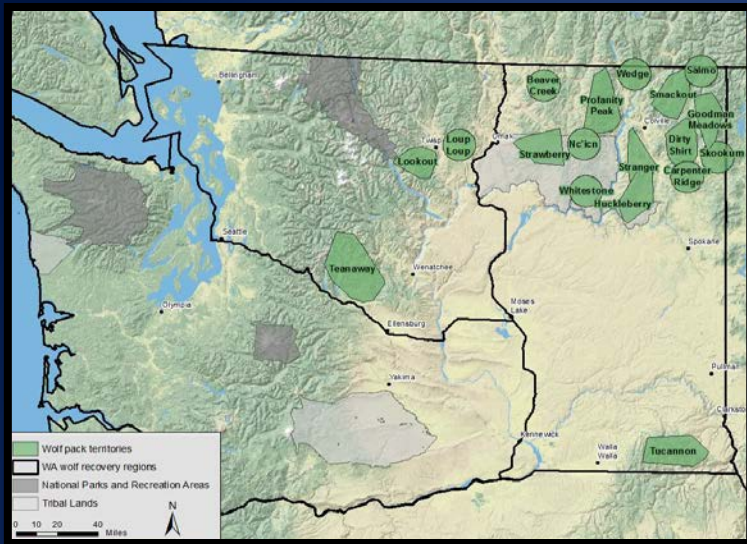 Bellingham
Beaver
Creek
Wedge
Salmo
Profanity
Peak
Smackout
Goodman
Meadows
Colville
Twisp
Loup
Loup
Omak
Lookout
Strawberry
Nc'icn
Dirty
Shirt
Stranger
Skookum
Carpenter
Ridge
Whitestone
Huckleberry
Seattle
Spokane
Teanaway
Wenatchee
Olympia
Moses
Lake
Ellensburg
Yakima
Pullman
Kennewick
Walla
Walla
Tucannon
Wolf pack territories
WA wolf recovery regions
National Parks and Recreation Areas
Tribal Lands
N
0 10 20 40
Miles